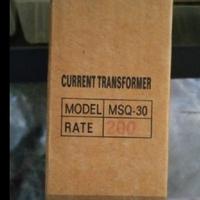 CURRENT TRANSFORMER
MODEL MSQ-30
RATE 200